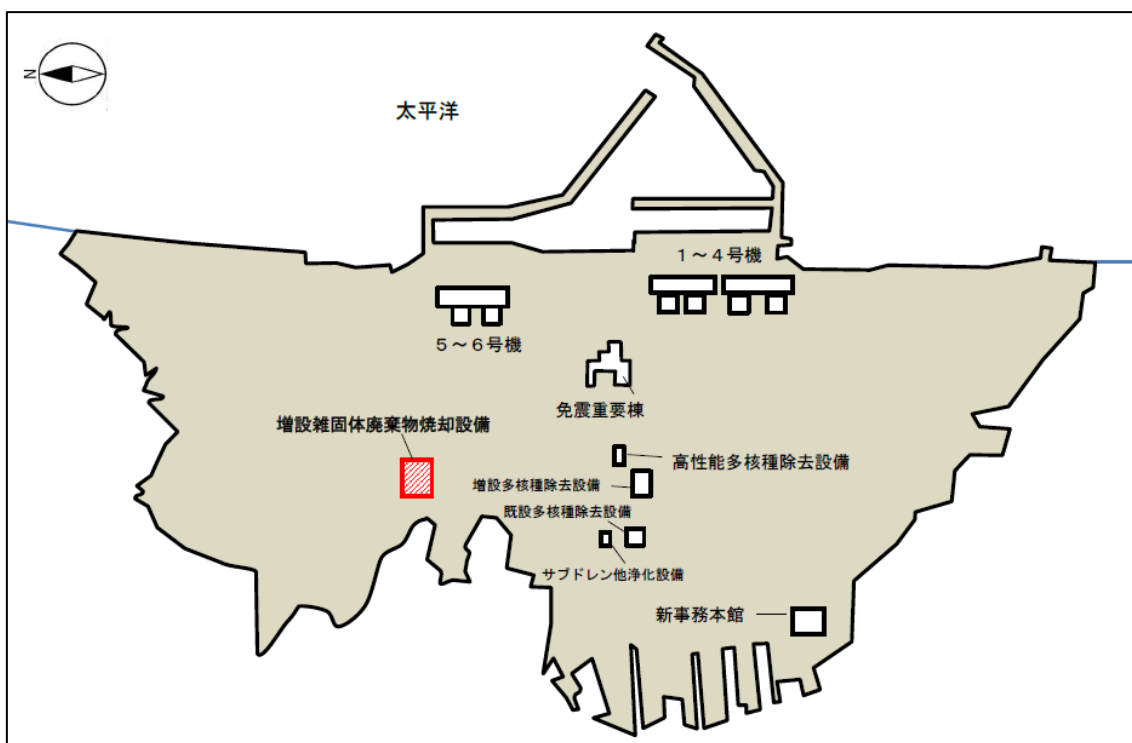 N
太平洋
1~4号機
5~6号機
免震重要棟
増設雑固体廃棄物焼却設備
高性能多核種除去設備
増設多核種除去設備
既設多核種除去設備
サブドレン他浄化設備
新事務本館